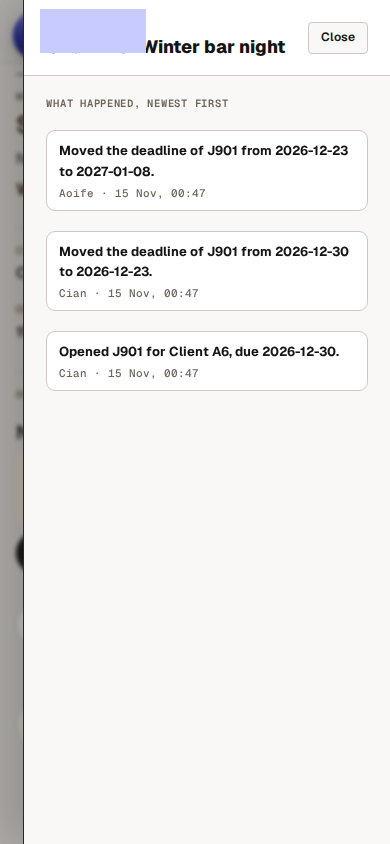 Winter bar night
Close
WHAT HAPPENED, NEWEST FIRST
Moved the deadline of J901 from 2026-12-23
to 2027-01-08.
Aoife · 15 Nov, 00:47
Moved the deadline of J901 from 2026-12-30
to 2026-12-23.
Cian · 15 Nov, 00:47
Opened J901 for Client A6, due 2026-12-30.
Cian · 15 Nov, 00:47